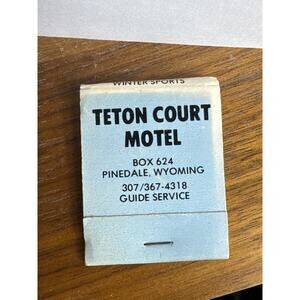 WINTER SPORTS
TETON COURT
MOTEL
BOX 624
PINEDALE, WYOMING
307/367-4318
GUIDE SERVICE